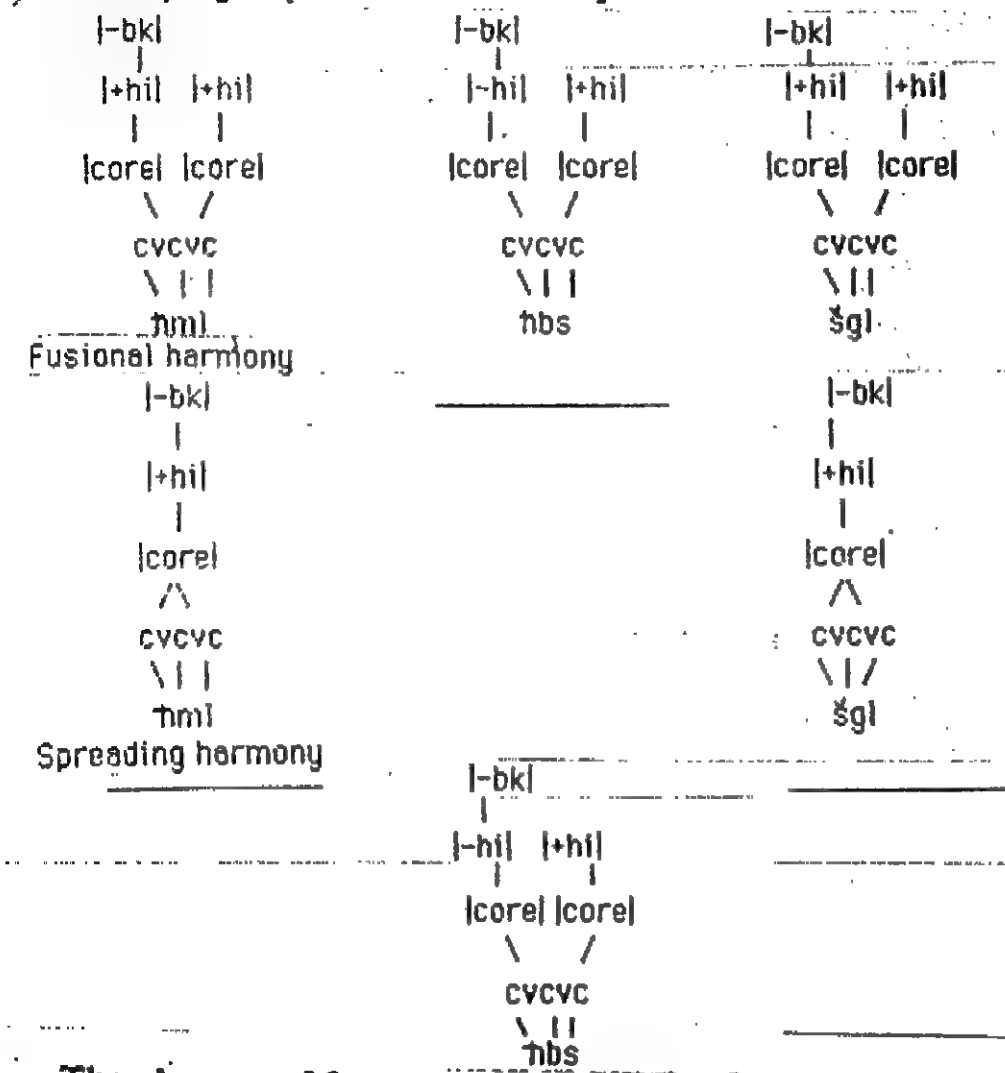 |-bk| |-bk| |-bk|
|+hi| |+hi| |-hi| |+hi| |+hi| |+hi|
|core| |core| |core| |core| |core| |core|
cvcvc cvcvc cvcvc
ħml ħbs šgl
Fusional harmony
|-bk| |-bk|
|+hi| |+hi|
|core| |core|
cvcvc cvcvc
ħml šgl
Spreading harmony
|-bk|
|-hi| |+hi|
|core| |core|
cvcvc
ħbs